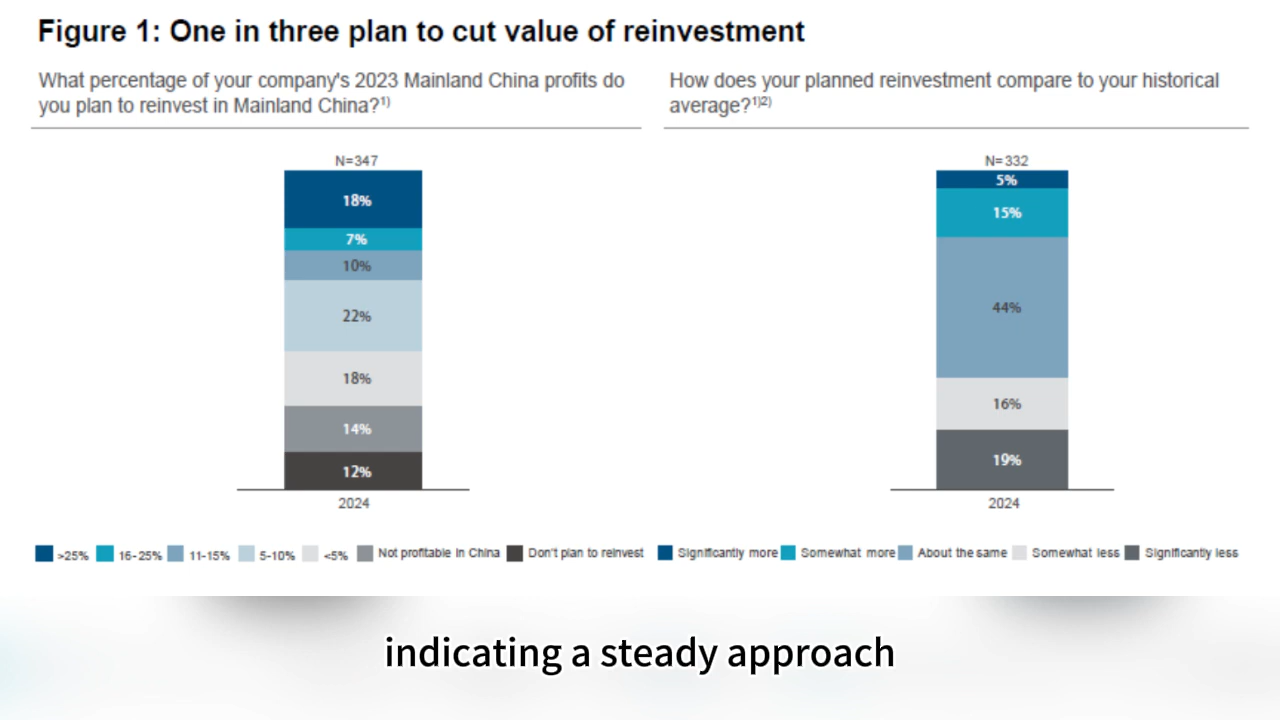 Figure 1: One in three plan to cut value of reinvestment
What percentage of your company's 2023 Mainland China profits do
you plan to reinvest in Mainland China?1)
N=347
18%
7%
10%
22%
18%
14%
12%
2024
>25% 16-25% 11-15% 5-10% <5% Not profitable in China Don't plan to reinvest
How does your planned reinvestment compare to your historical
average?1)2)
N=332
5%
15%
44%
16%
19%
2024
Significantly more Somewhat more About the same Somewhat less Significantly less
indicating a steady approach